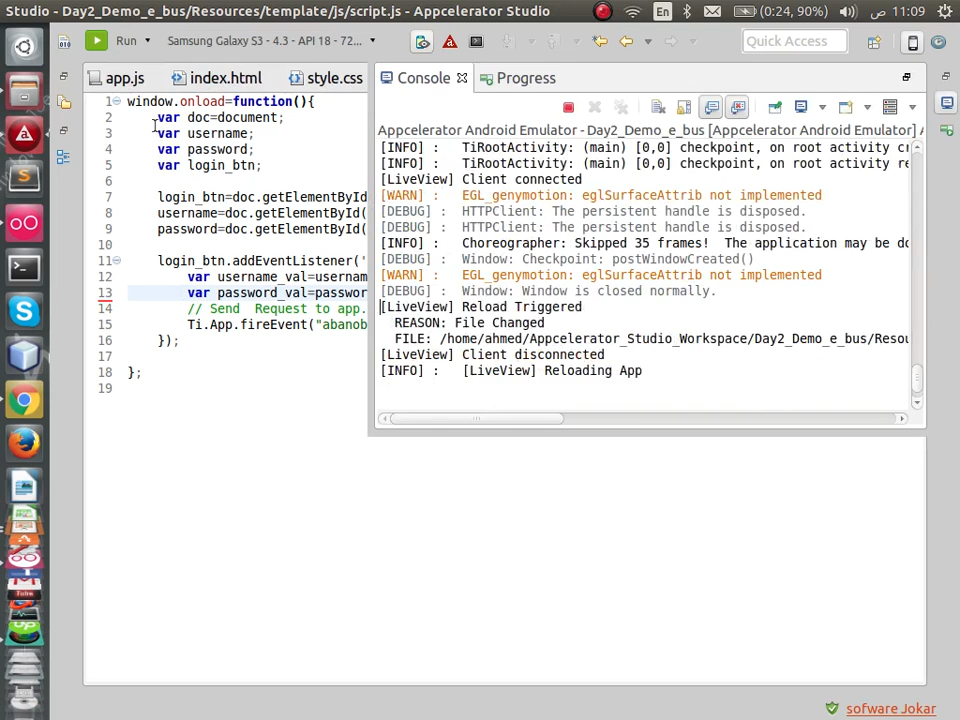 Studio - Day2_Demo_e_bus/Resources/template/js/script.js - Appcelerator Studio
En
(0:24, 90%)
ص 11:09
Run
Samsung Galaxy S3 - 4.3 - API 18 - 72...
Quick Access
app.js
index.html
style.css
Console
Progress
Appcelerator Android Emulator - Day2_Demo_e_bus [Appcelerator Android Emulator] A
1 window.onload=function(){
2 var doc=document;
3 var username;
4 var password;
5 var login_btn;
6
7 login_btn=doc.getElementById
8 username=doc.getElementById(
9 password=doc.getElementById(
10
11 login_btn.addEventListener('
12 var username_val=usernam
13 var password_val=passwor
14 // Send  Request to app.
15 Ti.App.fireEvent("abanob
16 });
17
18 };
19
[INFO] :   TiRootActivity: (main) [0,0] checkpoint, on root activity cr
[INFO] :   TiRootActivity: (main) [0,0] checkpoint, on root activity re
[LiveView] Client connected
[WARN] :   EGL_genymotion: eglSurfaceAttrib not implemented
[DEBUG] :  HTTPClient: The persistent handle is disposed.
[DEBUG] :  HTTPClient: The persistent handle is disposed.
[INFO] :   Choreographer: Skipped 35 frames!  The application may be do
[DEBUG] :  Window: Checkpoint: postWindowCreated()
[WARN] :   EGL_genymotion: eglSurfaceAttrib not implemented
[DEBUG] :  Window: Window is closed normally.
[LiveView] Reload Triggered
REASON: File Changed
FILE: /home/ahmed/Appcelerator_Studio_Workspace/Day2_Demo_e_bus/Resou
[LiveView] Client disconnected
[INFO] :   [LiveView] Reloading App
sofware Jokar